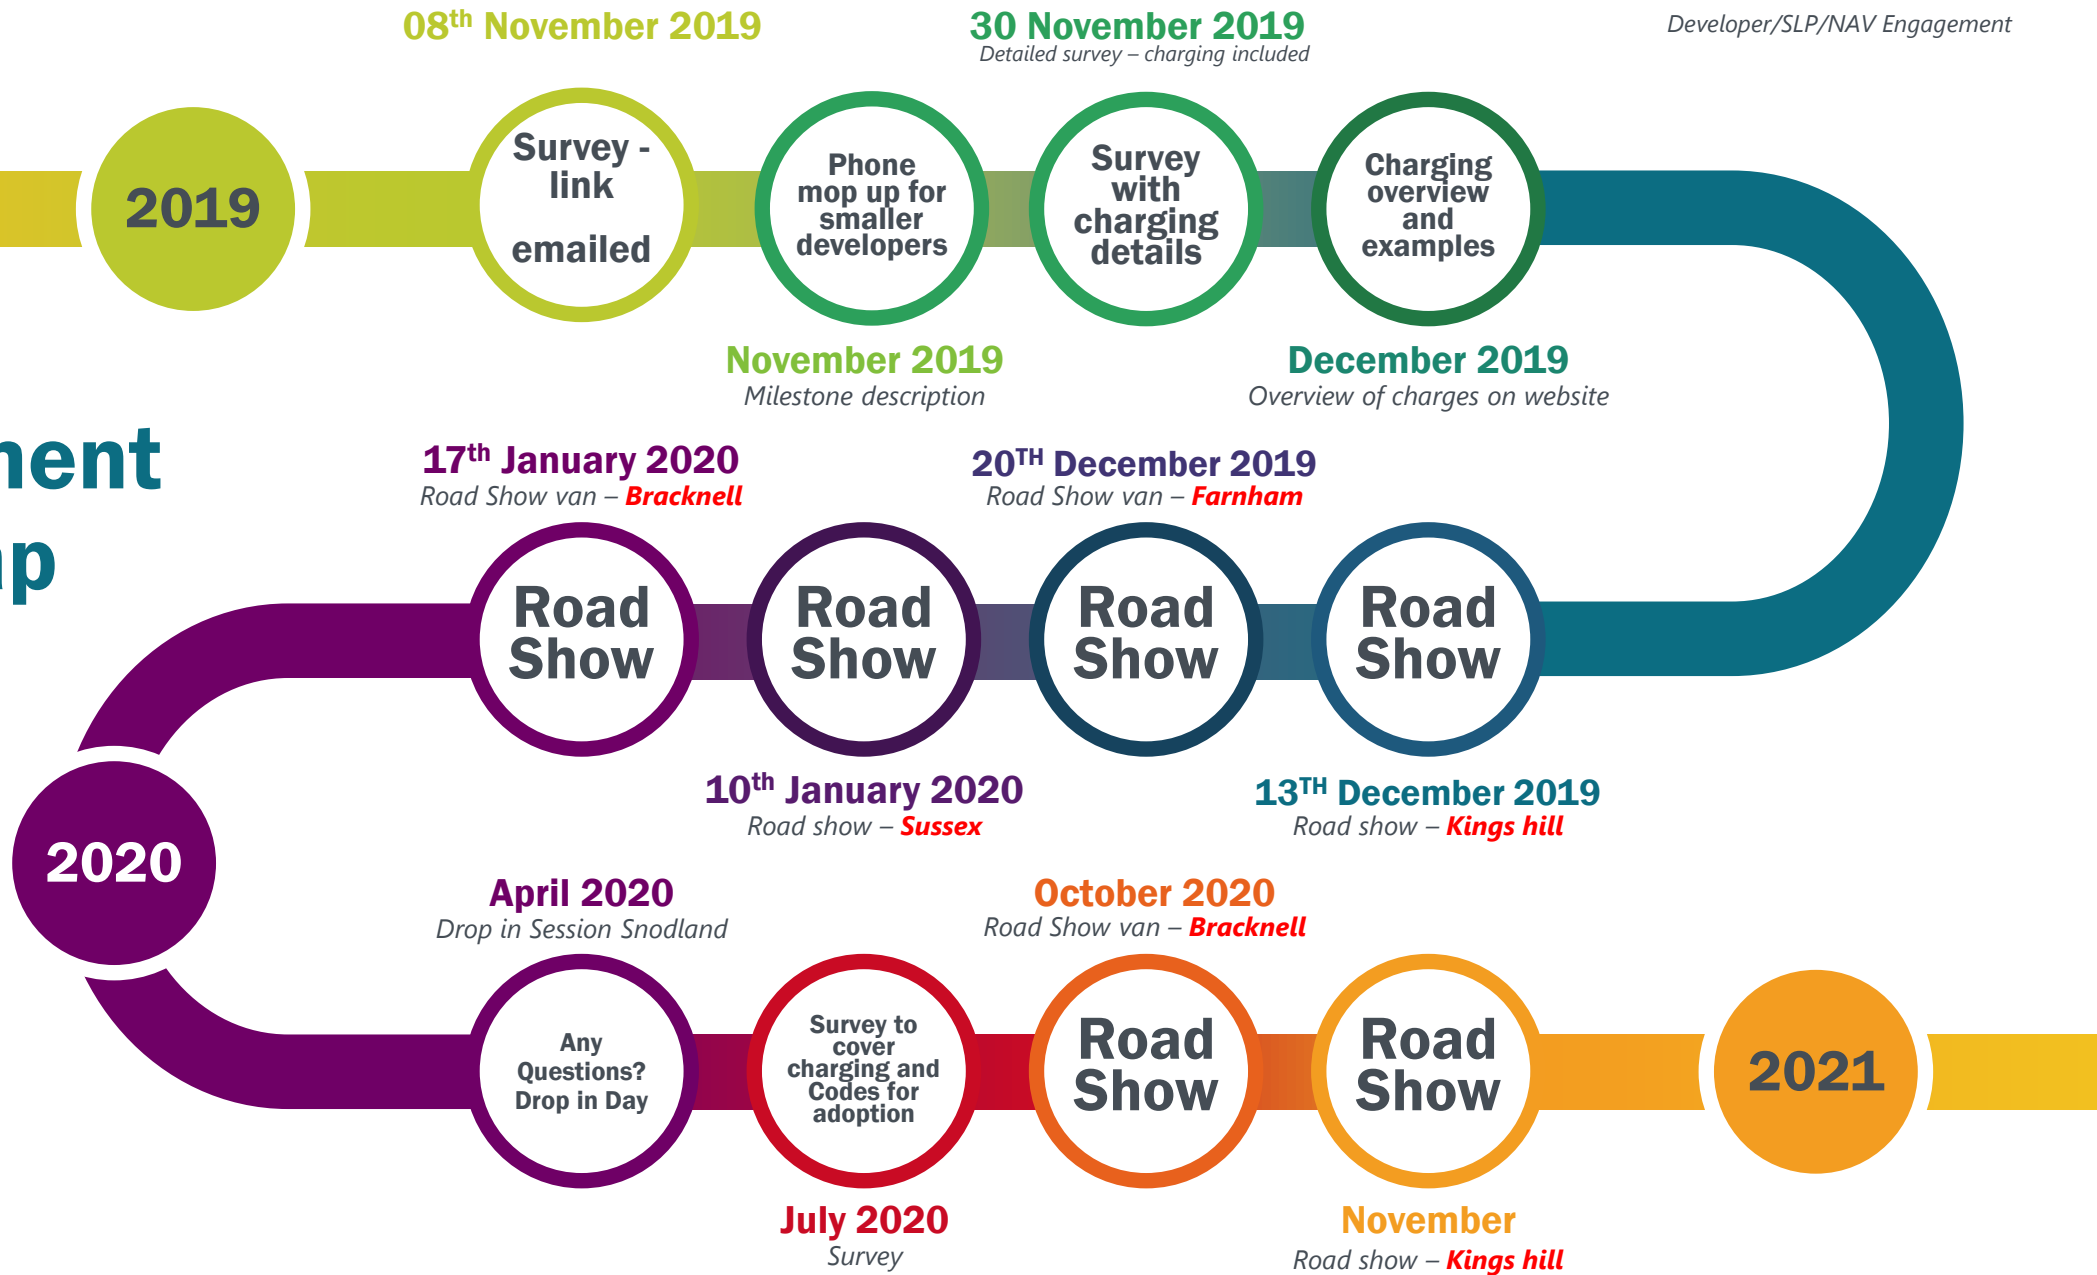 08th November 2019
30 November 2019
Detailed survey – charging included
Developer/SLP/NAV Engagement
2019
Survey -
link
emailed
Phone
mop up for
smaller
developers
Survey
with
charging
details
Charging
overview
and
examples
November 2019
Milestone description
December 2019
Overview of charges on website
nent
ap
17th January 2020
Road Show van – Bracknell
20TH December 2019
Road Show van – Farnham
Road
Show
Road
Show
Road
Show
Road
Show
10th January 2020
Road show – Sussex
13TH December 2019
Road show – Kings hill
2020
April 2020
Drop in Session Snodland
October 2020
Road Show van – Bracknell
Any
Questions?
Drop in Day
Survey to
cover
charging and
Codes for
adoption
Road
Show
Road
Show
2021
July 2020
Survey
November
Road show – Kings hill